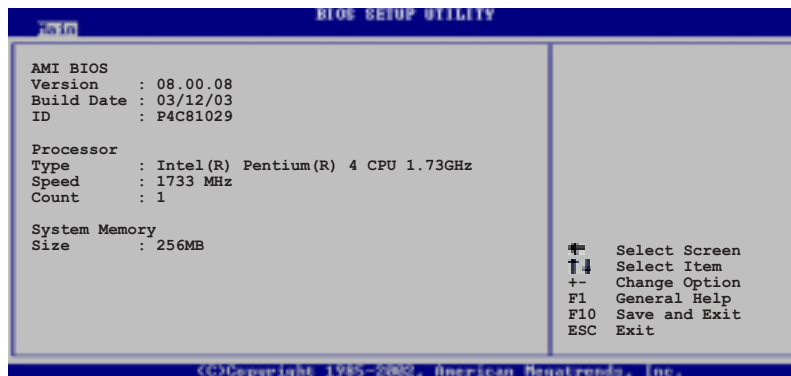 BIOS SETUP UTILITY
Main
AMI BIOS
Version : 08.00.08
Build Date : 03/12/03
ID : P4C81029
Processor
Type : Intel(R) Pentium(R) 4 CPU 1.73GHz
Speed : 1733 MHz
Count : 1
System Memory
Size : 256MB
Select Screen
↑↓ Select Item
+- Change Option
F1 General Help
F10 Save and Exit
ESC Exit
(C)Copyright 1985-2002, American Megatrends, Inc.